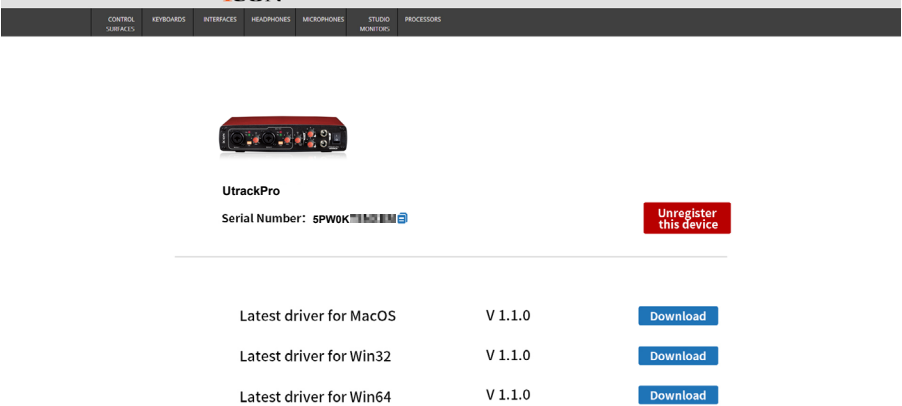 CONTROL SURFACES
KEYBOARDS
INTERFACES
HEADPHONES
MICROPHONES
STUDIO MONITORS
PROCESSORS
UtrackPro
Serial Number: 5PW0K
Unregister
this device
Latest driver for MacOS V 1.1.0 Download
Latest driver for Win32 V 1.1.0 Download
Latest driver for Win64 V 1.1.0 Download